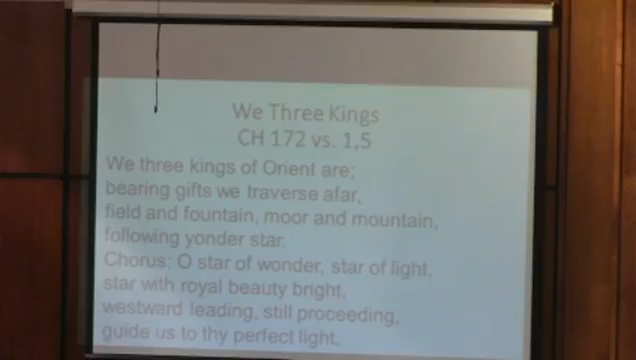 We Three Kings
CH 172 vs. 1,5
We three kings of Orient are;
bearing gifts we traverse afar,
field and fountain, moor and mountain,
following yonder star.
Chorus: O star of wonder, star of light,
star with royal beauty bright,
westward leading, still proceeding,
guide us to thy perfect light.